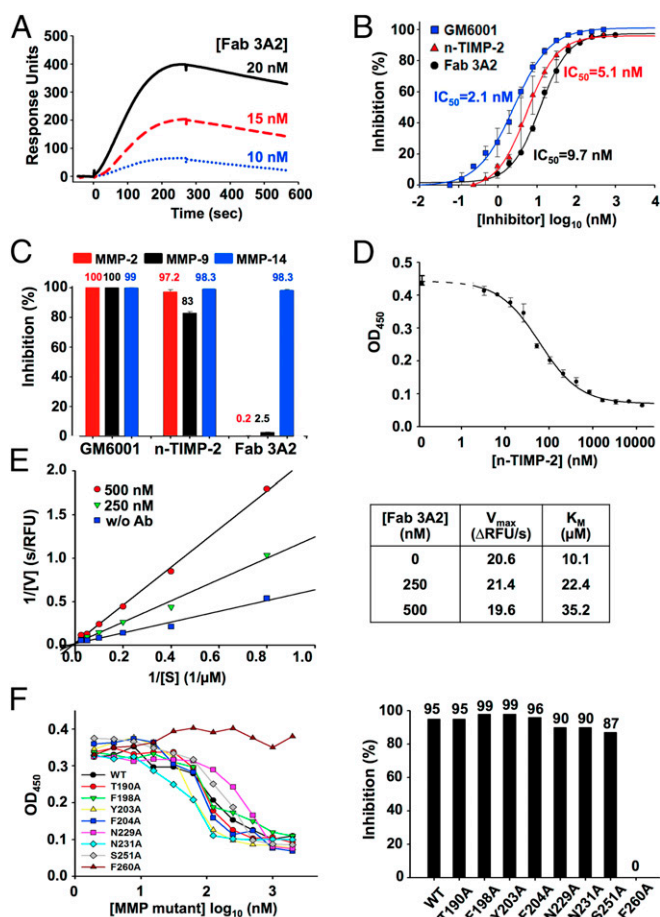 A
[Fab 3A2]
20 nM
15 nM
10 nM
500
400
300
200
100
0
0 200 400 600
Response Units
Time (sec)
B
GM6001
n-TIMP-2
Fab 3A2
IC50=2.1 nM
IC50=5.1 nM
IC50=9.7 nM
100
80
60
40
20
0
-2 -1 0 1 2 3 4
Inhibition (%)
[Inhibitor] log10 (nM)
C
MMP-2 MMP-9 MMP-14
100 100 99 97.2 83 98.3 0.2 2.5 98.3
100
80
60
40
20
0
GM6001 n-TIMP-2 Fab 3A2
Inhibition (%)
D
0.5
0.4
0.3
0.2
0.1
0.0
0 1 10 100 1000 10000
OD450
[n-TIMP-2] (nM)
E
500 nM
250 nM
w/o Ab
2.0
1.5
1.0
0.5
0.0
0.0 0.2 0.4 0.6 0.8 1.0
1/[V] (s/RFU)
1/[S] (1/µM)
[Fab 3A2] (nM) Vmax (ΔRFU/s) KM (µM)
0 20.6 10.1
250 21.4 22.4
500 19.6 35.2
F
0.4
0.3
0.2
0.1
0.0
WT
T190A
F198A
Y203A
F204A
N229A
N231A
S251A
F260A
0 1 2 3
OD450
[MMP mutant] log10 (nM)
95 95 99 99 96 90 90 87 0
100
80
60
40
20
0
Inhibition (%)
WT T190A F198A Y203A F204A N229A N231A S251A F260A